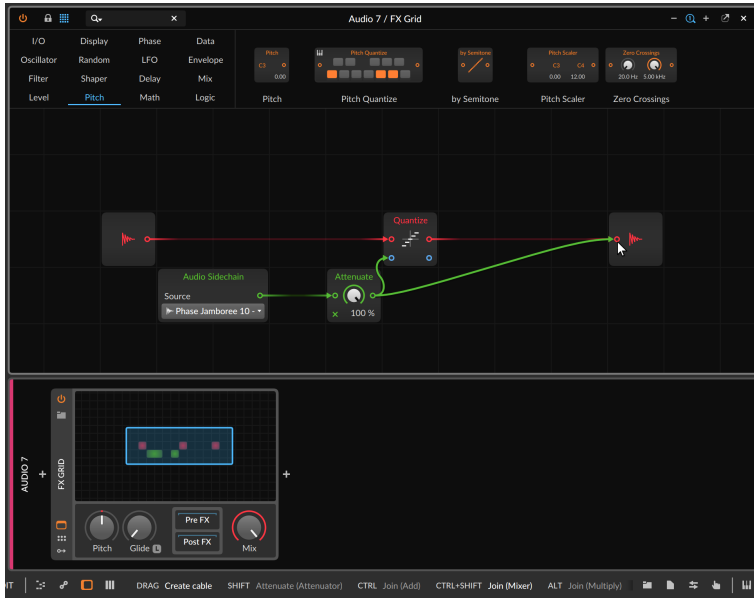 Audio 7 / FX Grid
I/O Display Phase Data
Oscillator Random LFO Envelope
Filter Shaper Delay Mix
Level Pitch Math Logic
Pitch
C3
0.00
Pitch
Pitch Quantize
Pitch Quantize
by Semitone
by Semitone
Pitch Scaler
C3 C4
0.00 12.00
Pitch Scaler
Zero Crossings
20.0 Hz 5.00 kHz
Zero Crossings
Quantize
Audio Sidechain
Source
Phase Jamboree 10 -
Attenuate
100 %
AUDIO 7
FX GRID
Pitch
Glide L
Pre FX
Post FX
Mix
DRAG Create cable SHIFT Attenuate (Attenuator) CTRL Join (Add) CTRL+SHIFT Join (Mixer) ALT Join (Multiply)